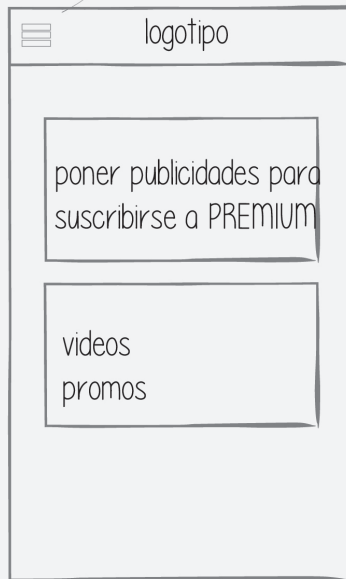 logotipo
poner publicidades para
suscribirse a PREMIUM
videos
promos